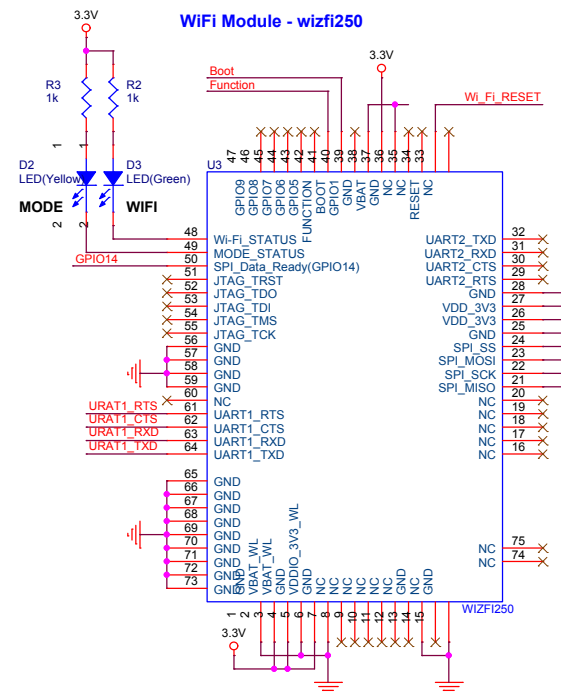 WiFi Module - wizfi250
3.3V
3.3V
Boot
Function
Wi_Fi_RESET
R3
1k
R2
1k
1
1
D2
LED(Yellow)
D3
LED(Green)
MODE
WIFI
2
2
U3
47
46
45
44
43
42
41
40
39
38
37
36
35
34
33
GPIO9
GPIO8
GPIO7
GPIO6
GPIO5
FUNCTION
BOOT
GPIO1
GND
VBAT
GND
NC
NC
RESET
NC
48 Wi-Fi_STATUS
49 MODE_STATUS
GPIO14 50 SPI_Data_Ready(GPIO14)
51 JTAG_TRST
52 JTAG_TDO
53 JTAG_TDI
54 JTAG_TMS
55 JTAG_TCK
56 GND
57 GND
58 GND
59 GND
60 NC
URAT1_RTS 61 UART1_RTS
URAT1_CTS 62 UART1_CTS
URAT1_RXD 63 UART1_RXD
URAT1_TXD 64 UART1_TXD
65 GND
66 GND
67 GND
68 GND
69 GND
70 GND
71 GND
72 GND
73 GND
UART2_TXD 32
UART2_RXD 31
UART2_CTS 30
UART2_RTS 29
GND 28
VDD_3V3 27
VDD_3V3 26
GND 25
SPI_SS 24
SPI_MOSI 23
SPI_SCK 22
SPI_MISO 21
NC 20
NC 19
NC 18
NC 17
NC 16
NC 75
NC 74
GND
VBAT_WL
VBAT_WL
GND
VDDIO_3V3_WL
GND
NC
NC
NC
NC
NC
NC
GND
NC
GND
WIZFI250
1
2
3
4
5
6
7
8
9
10
11
12
13
14
15
3.3V